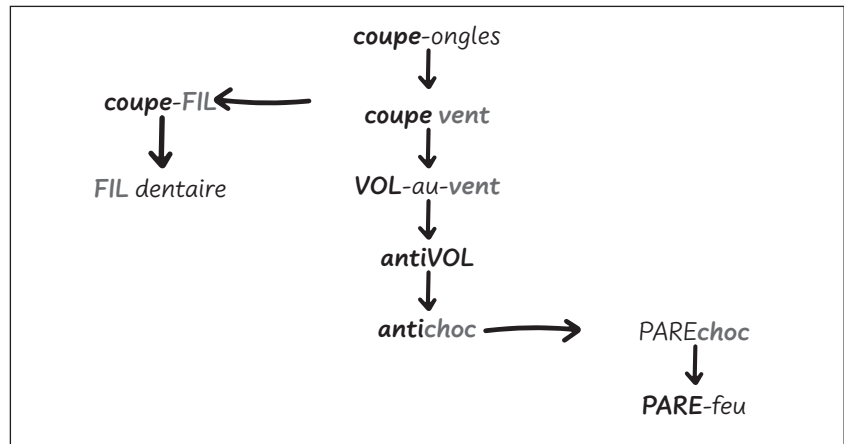 coupe-ongles
coupe-FIL
coupe vent
FIL dentaire
VOL-au-vent
antiVOL
antichoc
PAREchoc
PARE-feu